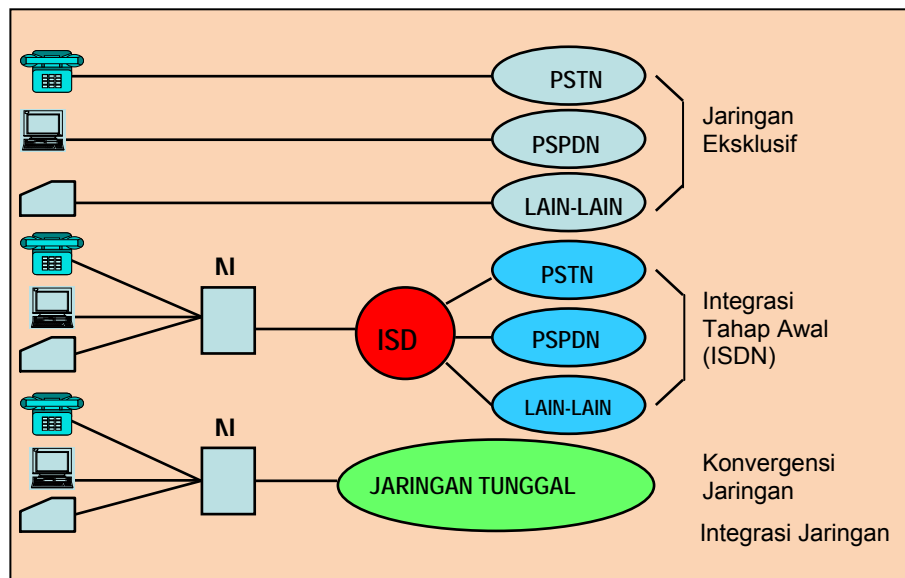 PSTN
PSPDN
LAIN-LAIN
Jaringan
Eksklusif
N
ISD
PSTN
PSPDN
LAIN-LAIN
Integrasi
Tahap Awal
(ISDN)
N
JARINGAN TUNGGAL
Konvergensi
Jaringan
Integrasi Jaringan